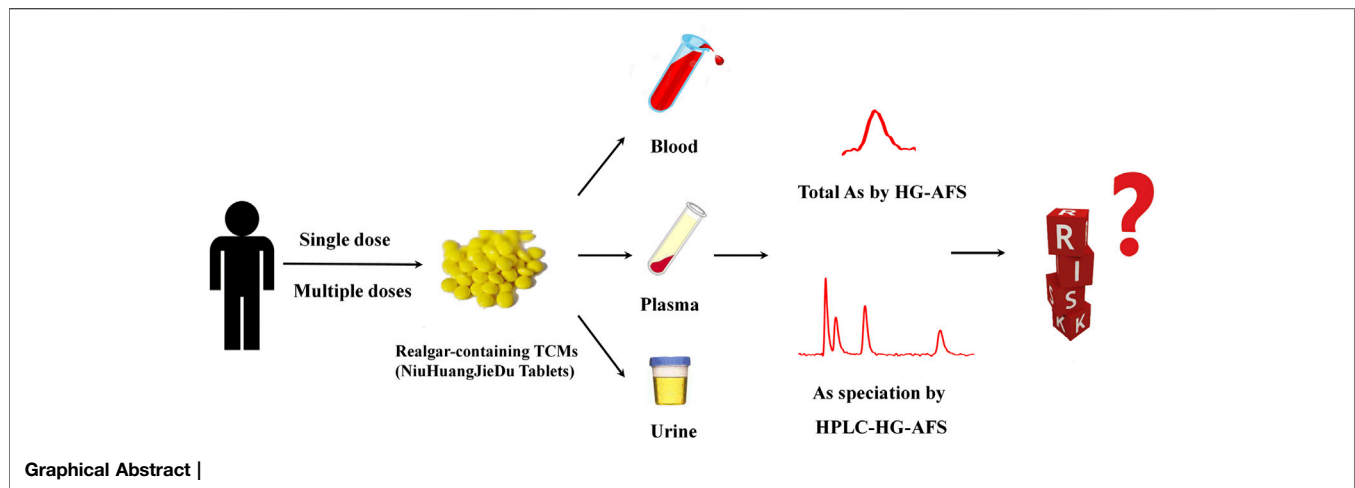 Blood
Single dose
Multiple doses
Realgar-containing TCMs
(NiuHuangJieDu Tablets)
Plasma
Urine
Total As by HG-AFS
As speciation by
HPLC-HG-AFS
R
I
S
K
S
K
R
I
?
Graphical Abstract |